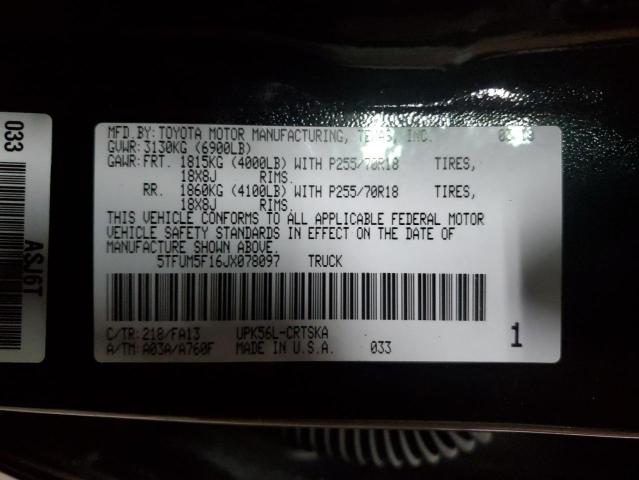 033
ASJ6T
MFD.BY:TOYOTA MOTOR MANUFACTURING, TEXAS, INC.
GVWR:3130KG (6900LB)
GAWR:FRT. 1815KG (4000LB) WITH P255/70R18 TIRES,
18X8J RIMS.
RR. 1860KG (4100LB) WITH P255/70R18 TIRES,
18X8J RIMS.
THIS VEHICLE CONFORMS TO ALL APPLICABLE FEDERAL MOTOR
VEHICLE SAFETY STANDARDS IN EFFECT ON THE DATE OF
MANUFACTURE SHOWN ABOVE.
5TFUM5F16JX078097 TRUCK
C/TR:218/FA13 UPK56L-CRTSKA
A/TM:A03A/A760F MADE IN U.S.A. 033
1